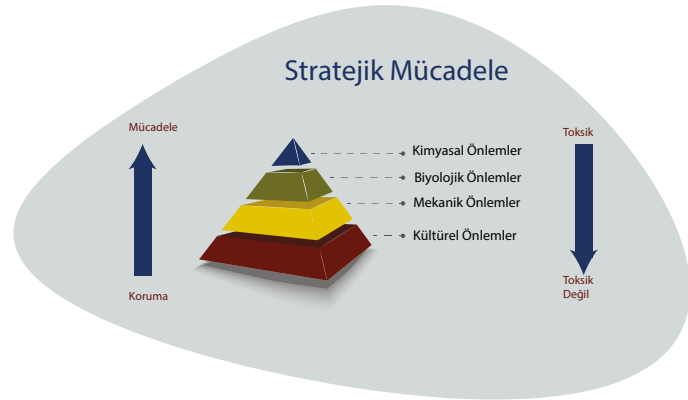 Stratejik Mücadele
Mücadele
Toksik
Kimyasal Önlemler
Biyolojik Önlemler
Mekanik Önlemler
Kültürel Önlemler
Koruma
Toksik
Değil